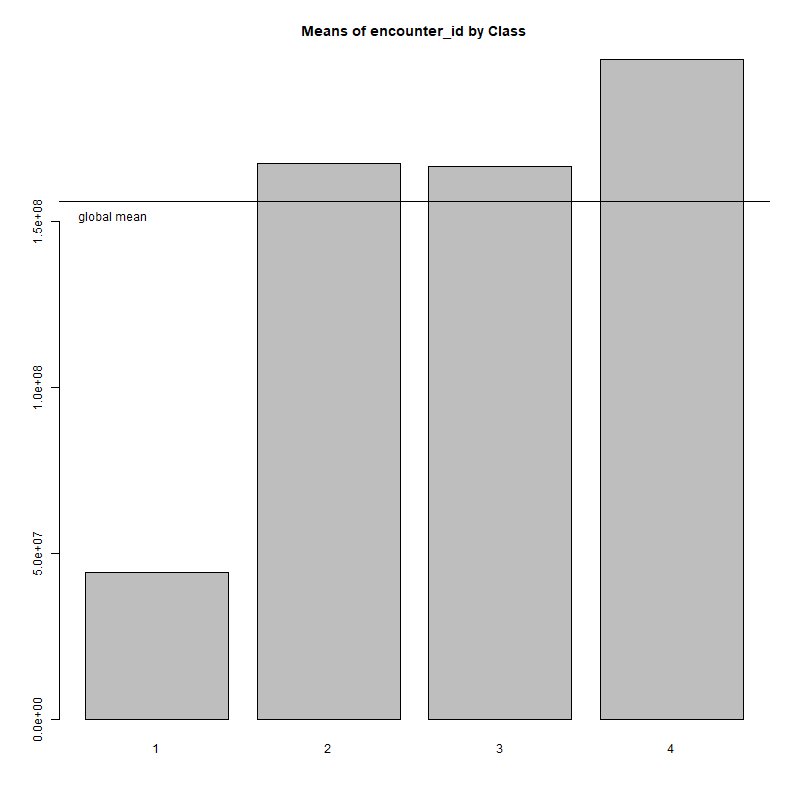 Means of encounter_id by Class
global mean
1.5e+08
1.0e+08
5.0e+07
0.0e+00
1 2 3 4